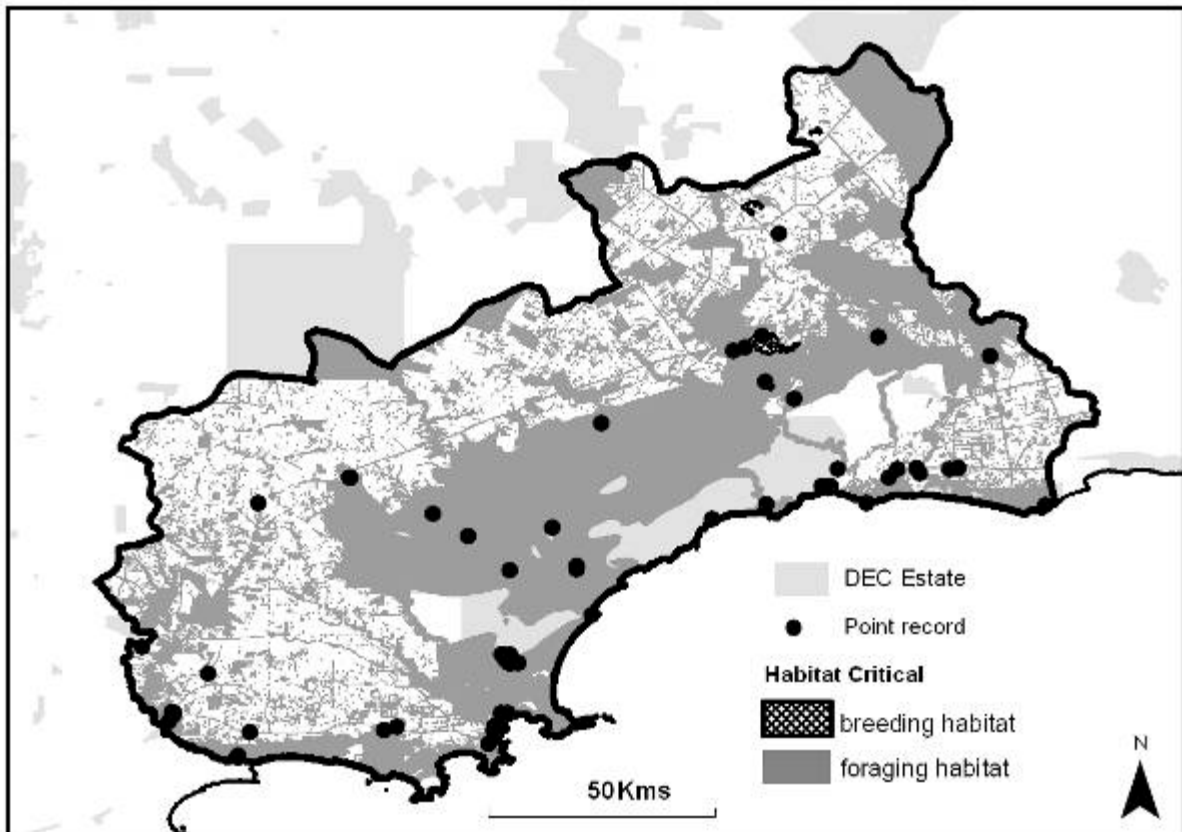 DEC Estate
Point record
Habitat Critical
breeding habitat
foraging habitat
50Kms
N